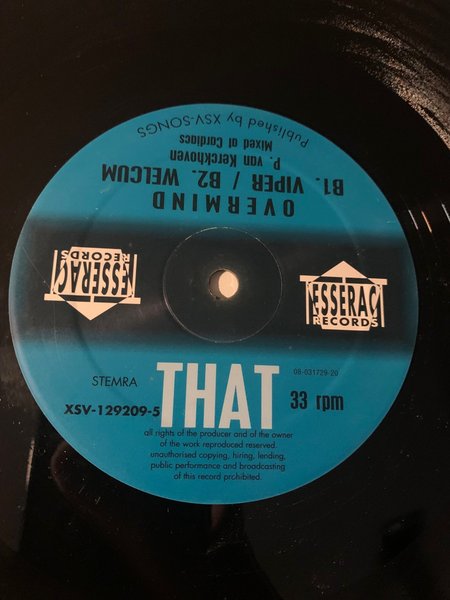 OVERMIND
B1. VIPER / B2. WELCUM
P. van Kerckhoven
Mixed at Cardiacs
Published by XSV-SONGS
TESSERACT
RECORDS
TESSERACT
RECORDS
STEMRA
XSV-129209-5
THAT
08-031729-20
33 rpm
all rights of the producer and of the owner
of the work reproduced reserved.
unauthorised copying, hiring, lending,
public performance and broadcasting
of this record prohibited.